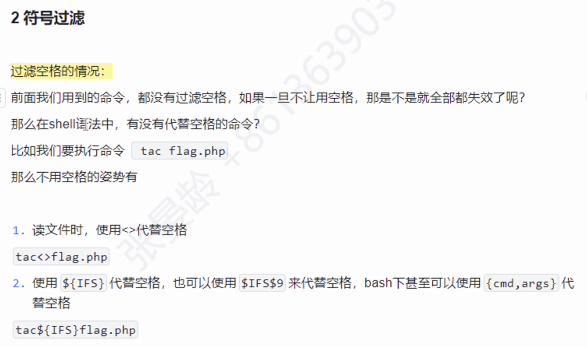 2 符号过滤
过滤空格的情况：
前面我们用到的命令，都没有过滤空格，如果一旦不让用空格，那是不是就全部都失效了呢？
那么在shell语法中，有没有代替空格的命令？
比如我们要执行命令 tac flag.php
那么不用空格的姿势有
1. 读文件时，使用<>代替空格
tac<>flag.php
2. 使用 ${IFS} 代替空格，也可以使用 $IFS$9 来代替空格，bash下甚至可以使用 {cmd,args} 代
替空格
tac${IFS}flag.php
张晏龄 +861363903